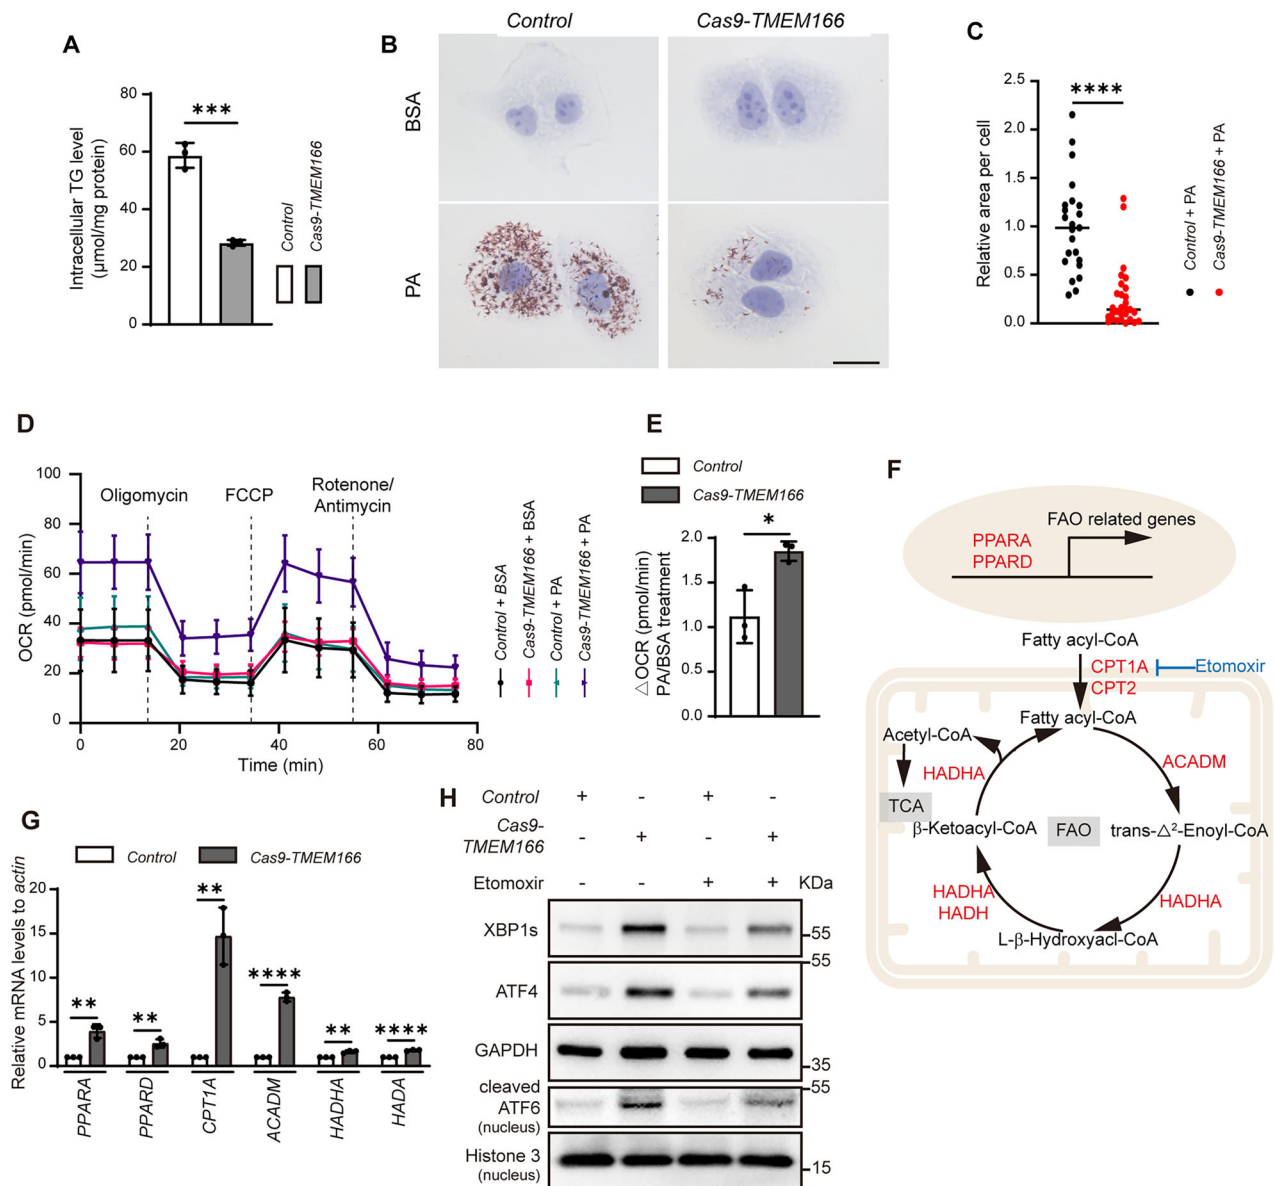 A
Intracellular TG level
(μmol/mg protein)
80
60
40
20
0
***
Control
Cas9-TMEM166
B
Control
Cas9-TMEM166
BSA
PA
C
Relative area per cell
2.5
2.0
1.5
1.0
0.5
0.0
****
Control + PA
Cas9-TMEM166 + PA
D
OCR (pmol/min)
100
80
60
40
20
0
Oligomycin
FCCP
Rotenone/
Antimycin
0
20
40
60
80
Time (min)
Control + BSA
Cas9-TMEM166 + BSA
Control + PA
Cas9-TMEM166 + PA
E
Control
Cas9-TMEM166
△OCR (pmol/min)
PA/BSA treatment
2.0
1.5
1.0
0.5
0.0
*
F
FAO related genes
PPARA
PPARD
Fatty acyl-CoA
CPT1A
Etomoxir
CPT2
Fatty acyl-CoA
Acetyl-CoA
HADHA
ACADM
TCA
β-Ketoacyl-CoA
FAO
trans-△²-Enoyl-CoA
HADHA
HADH
HADHA
L-β-Hydroxyacl-CoA
G
Control
Cas9-TMEM166
Relative mRNA levels to actin
20
15
10
5
0
**
**
**
****
**
****
PPARA
PPARD
CPT1A
ACADM
HADHA
HADA
H
Control + - + -
Cas9-
TMEM166 - + - +
Etomoxir - - + + KDa
XBP1s
55
55
ATF4
GAPDH
35
cleaved
ATF6
(nucleus)
55
Histone 3
(nucleus)
15